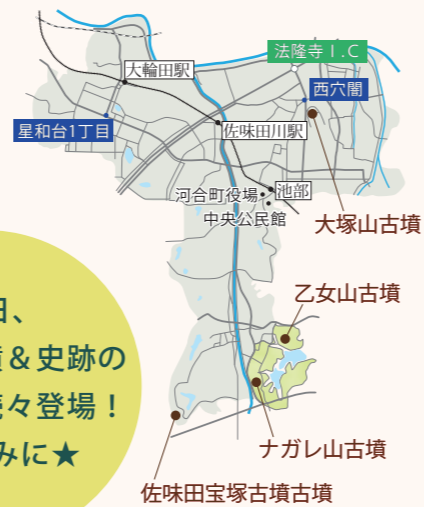 法隆寺I.C
大輪田駅
西穴闇
星和台1丁目
佐味田川駅
池部
河合町役場
中央公民館
大塚山古墳
乙女山古墳
日、
墳＆史跡の
続々登場！
みに★
ナガレ山古墳
佐味田宝塚古墳古墳